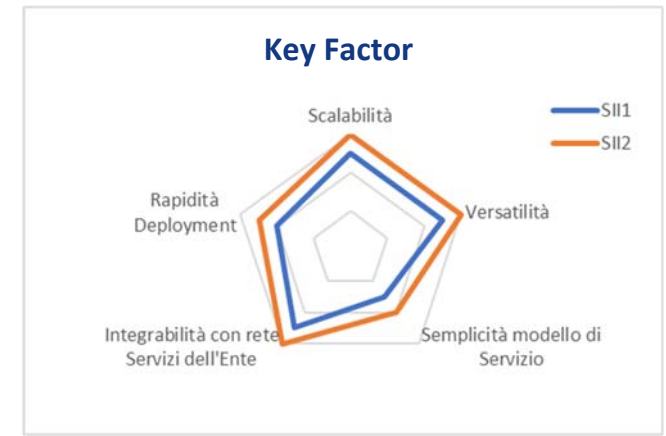 Key Factor
Scalabilità
SII1
SII2
Rapidità
Deployment
Versatilità
Integrabilità con rete
Servizi dell'Ente
Semplicità modello di
Servizio